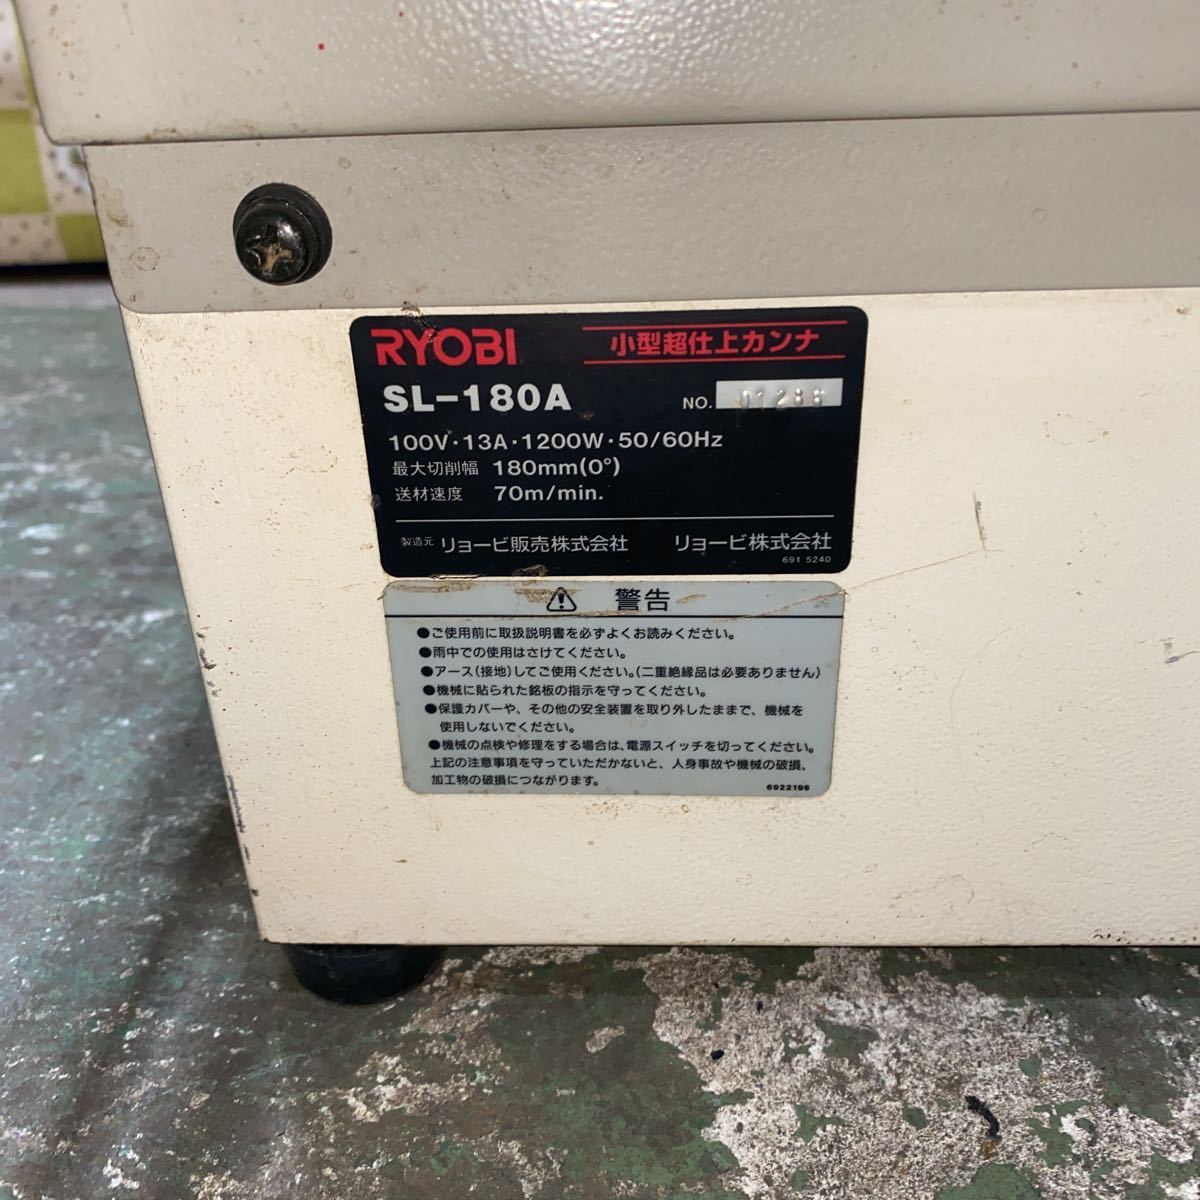 RYOBI 小型超仕上カンナ
SL-180A NO. 01286
100V・13A・1200W・50/60Hz
最大切削幅 180mm(0°)
送材速度 70m/min.
製造元 リョービ販売株式会社 リョービ株式会社
691 5240
警告
●ご使用前に取扱説明書を必ずよくお読みください。
●雨中での使用はさけてください。
●アース(接地)してご使用ください。(二重絶縁品は必要ありません)
●機械に貼られた銘板の指示を守ってください。
●保護カバーや、その他の安全装置を取り外したままで、機械を
使用しないでください。
●機械の点検や修理をする場合は、電源スイッチを切ってください。
上記の注意事項を守っていただかないと、人身事故や機械の破損、
加工物の破損につながります。
6922196